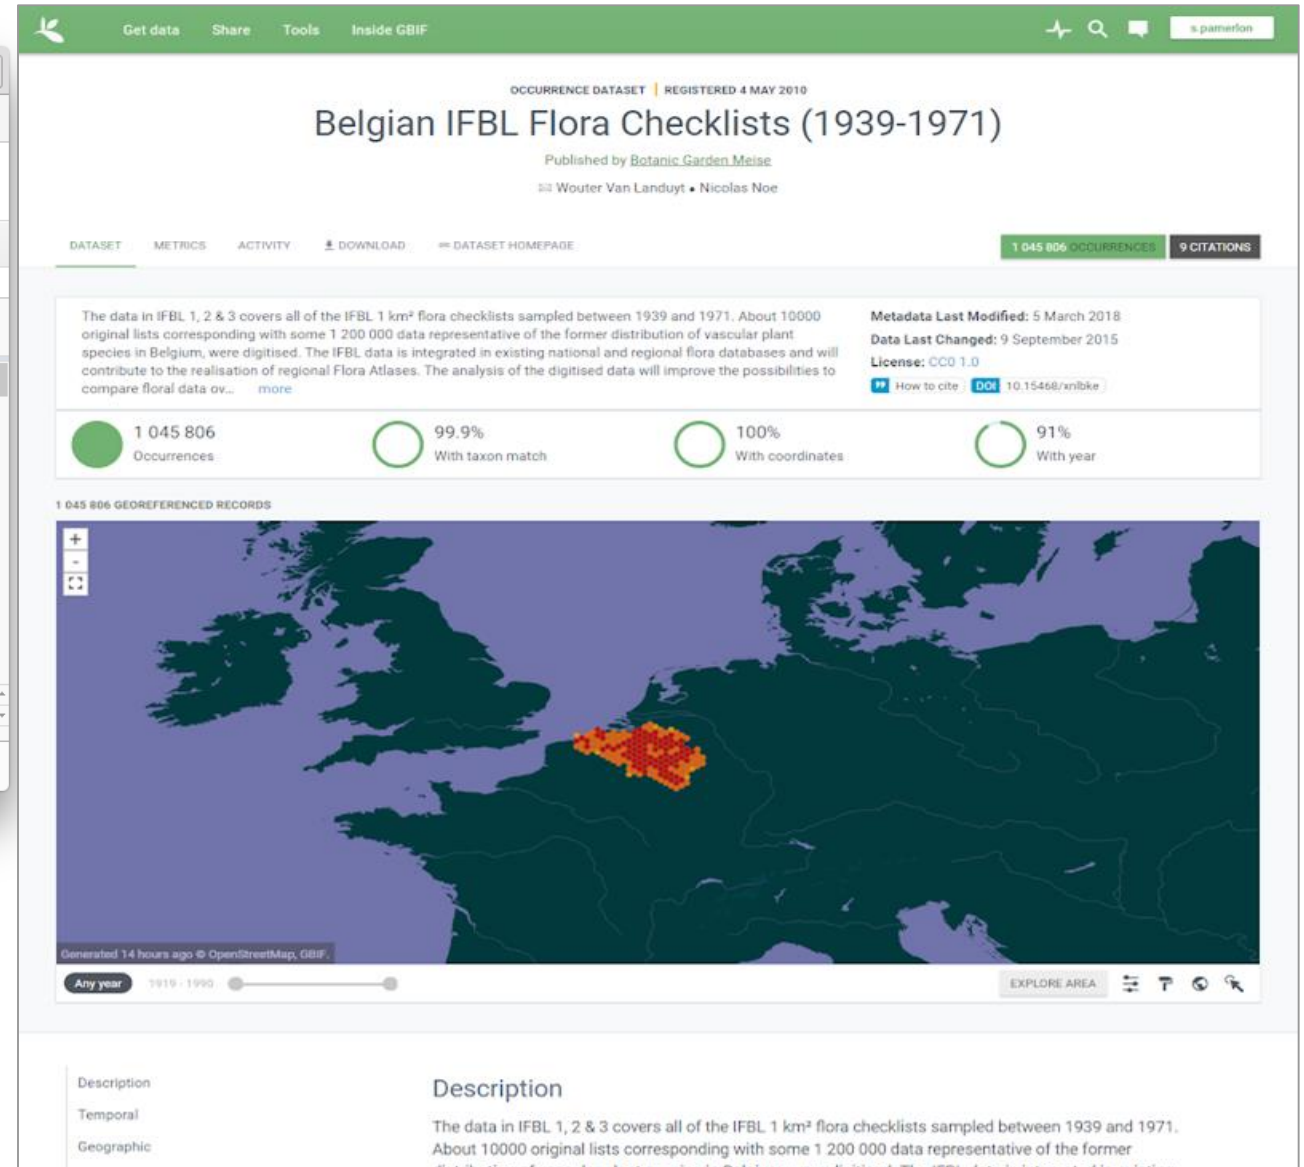 Get data Share Tools Inside GBIF s.pamerlon
OCCURRENCE DATASET | REGISTERED 4 MAY 2010
Belgian IFBL Flora Checklists (1939-1971)
Published by Botanic Garden Meise
Wouter Van Landuyt • Nicolas Noe
DATASET METRICS ACTIVITY DOWNLOAD DATASET HOMEPAGE 1 045 806 OCCURRENCES 9 CITATIONS
The data in IFBL 1, 2 & 3 covers all of the IFBL 1 km² flora checklists sampled between 1939 and 1971. About 10000
original lists corresponding with some 1 200 000 data representative of the former distribution of vascular plant
species in Belgium, were digitised. The IFBL data is integrated in existing national and regional flora databases and will
contribute to the realisation of regional Flora Atlases. The analysis of the digitised data will improve the possibilities to
compare floral data ov... more
Metadata Last Modified: 5 March 2018
Data Last Changed: 9 September 2015
License: CC0 1.0
How to cite DOI 10.15468/xnlbke
1 045 806
Occurrences
99.9%
With taxon match
100%
With coordinates
91%
With year
1 045 806 GEOREFERENCED RECORDS
+
-
Generated 14 hours ago © OpenStreetMap, GBIF.
Any year 1919 - 1990 EXPLORE AREA
Description
Temporal
Geographic
Description
The data in IFBL 1, 2 & 3 covers all of the IFBL 1 km² flora checklists sampled between 1939 and 1971.
About 10000 original lists corresponding with some 1 200 000 data representative of the former